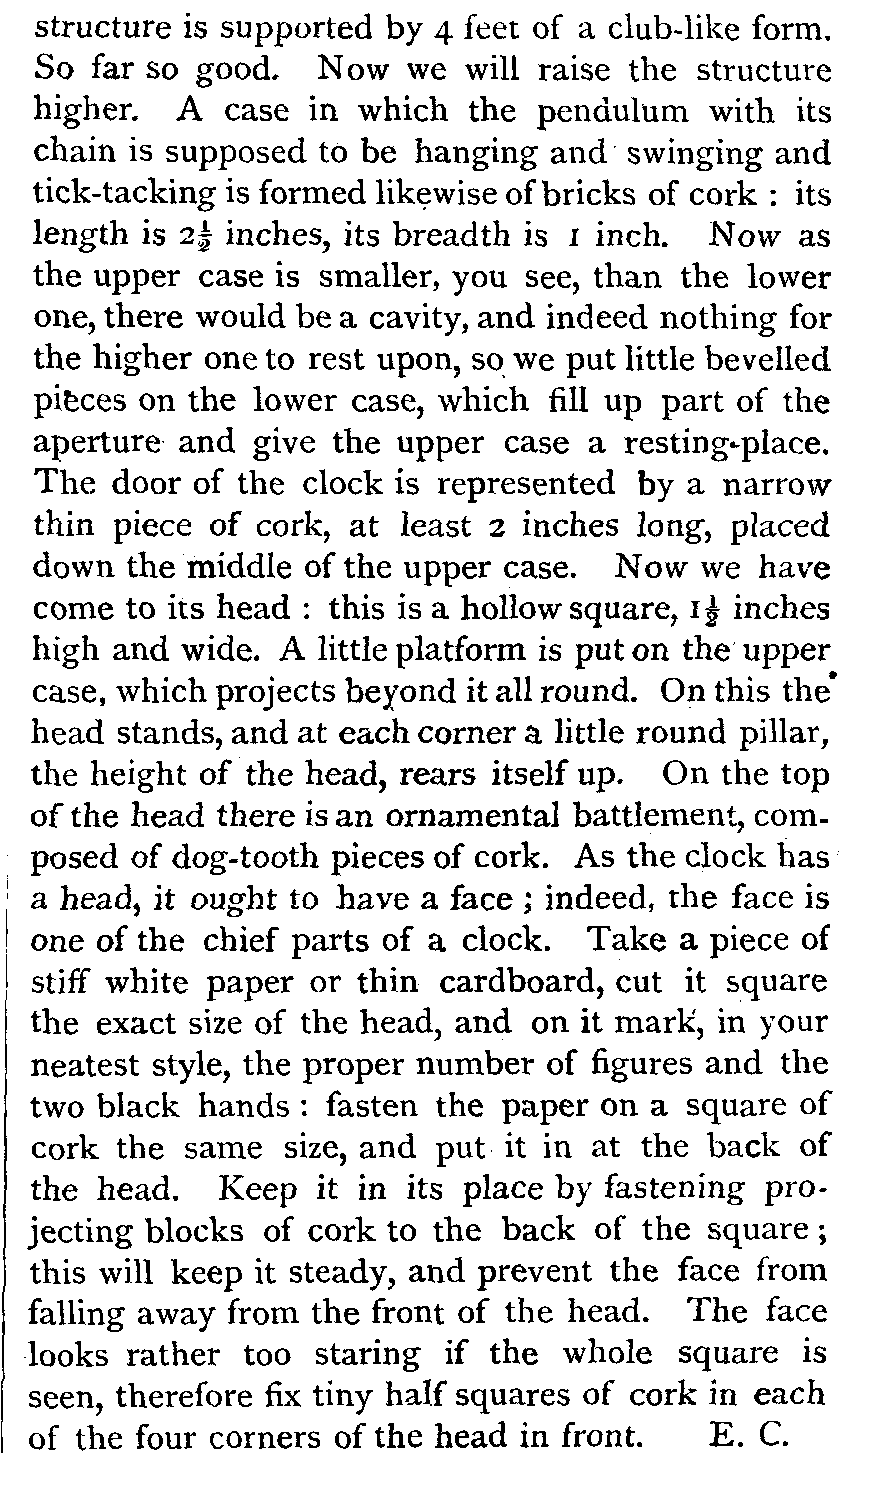 structure is supported by 4 feet of a club-like form.
So far so good. Now we will raise the structure
higher. A case in which the pendulum with its
chain is supposed to be hanging and swinging and
tick-tacking is formed likewise of bricks of cork : its
length is 2½ inches, its breadth is 1 inch. Now as
the upper case is smaller, you see, than the lower
one, there would be a cavity, and indeed nothing for
the higher one to rest upon, so we put little bevelled
pieces on the lower case, which fill up part of the
aperture and give the upper case a resting-place.
The door of the clock is represented by a narrow
thin piece of cork, at least 2 inches long, placed
down the middle of the upper case. Now we have
come to its head : this is a hollow square, 1½ inches
high and wide. A little platform is put on the upper
case, which projects beyond it all round. On this the
head stands, and at each corner a little round pillar,
the height of the head, rears itself up. On the top
of the head there is an ornamental battlement, com-
posed of dog-tooth pieces of cork. As the clock has
a head, it ought to have a face ; indeed, the face is
one of the chief parts of a clock. Take a piece of
stiff white paper or thin cardboard, cut it square
the exact size of the head, and on it mark, in your
neatest style, the proper number of figures and the
two black hands : fasten the paper on a square of
cork the same size, and put it in at the back of
the head. Keep it in its place by fastening pro-
jecting blocks of cork to the back of the square ;
this will keep it steady, and prevent the face from
falling away from the front of the head. The face
looks rather too staring if the whole square is
seen, therefore fix tiny half squares of cork in each
of the four corners of the head in front. E. C.